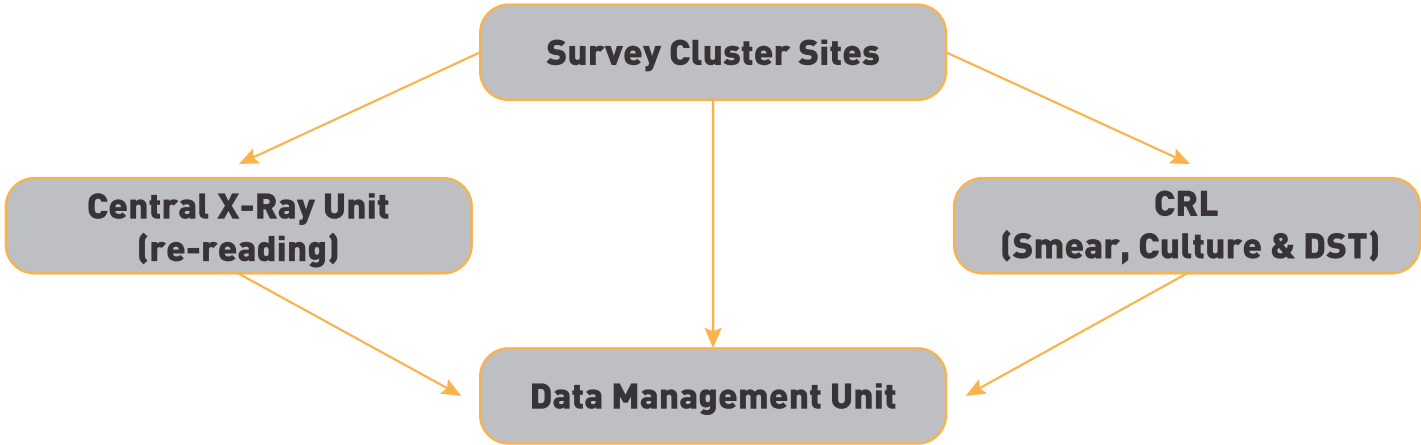 Survey Cluster Sites
Central X-Ray Unit
(re-reading)
CRL
(Smear, Culture & DST)
Data Management Unit